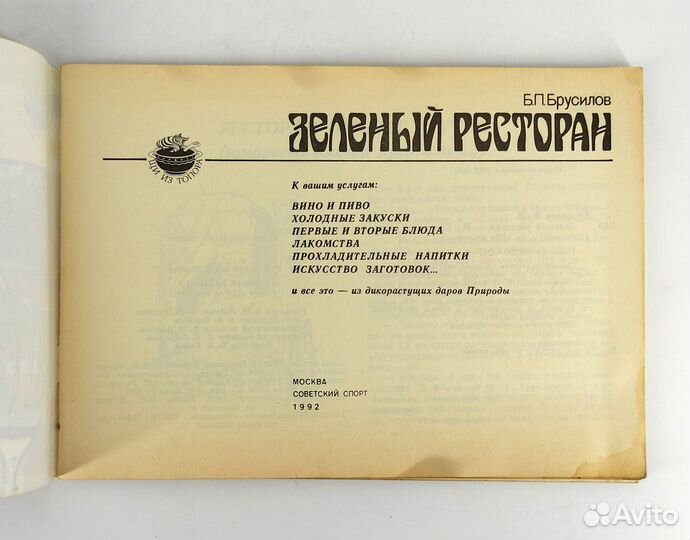 Б.П.Брусилов
ЗЕЛЕНЫЙ РЕСТОРАН
ЩИ ИЗ ТОПОРА
К вашим услугам:
ВИНО И ПИВО
ХОЛОДНЫЕ ЗАКУСКИ
ПЕРВЫЕ И ВТОРЫЕ БЛЮДА
ЛАКОМСТВА
ПРОХЛАДИТЕЛЬНЫЕ НАПИТКИ
ИСКУССТВО ЗАГОТОВОК...
и все это — из дикорастущих даров Природы
МОСКВА
СОВЕТСКИЙ СПОРТ
1992
Avito